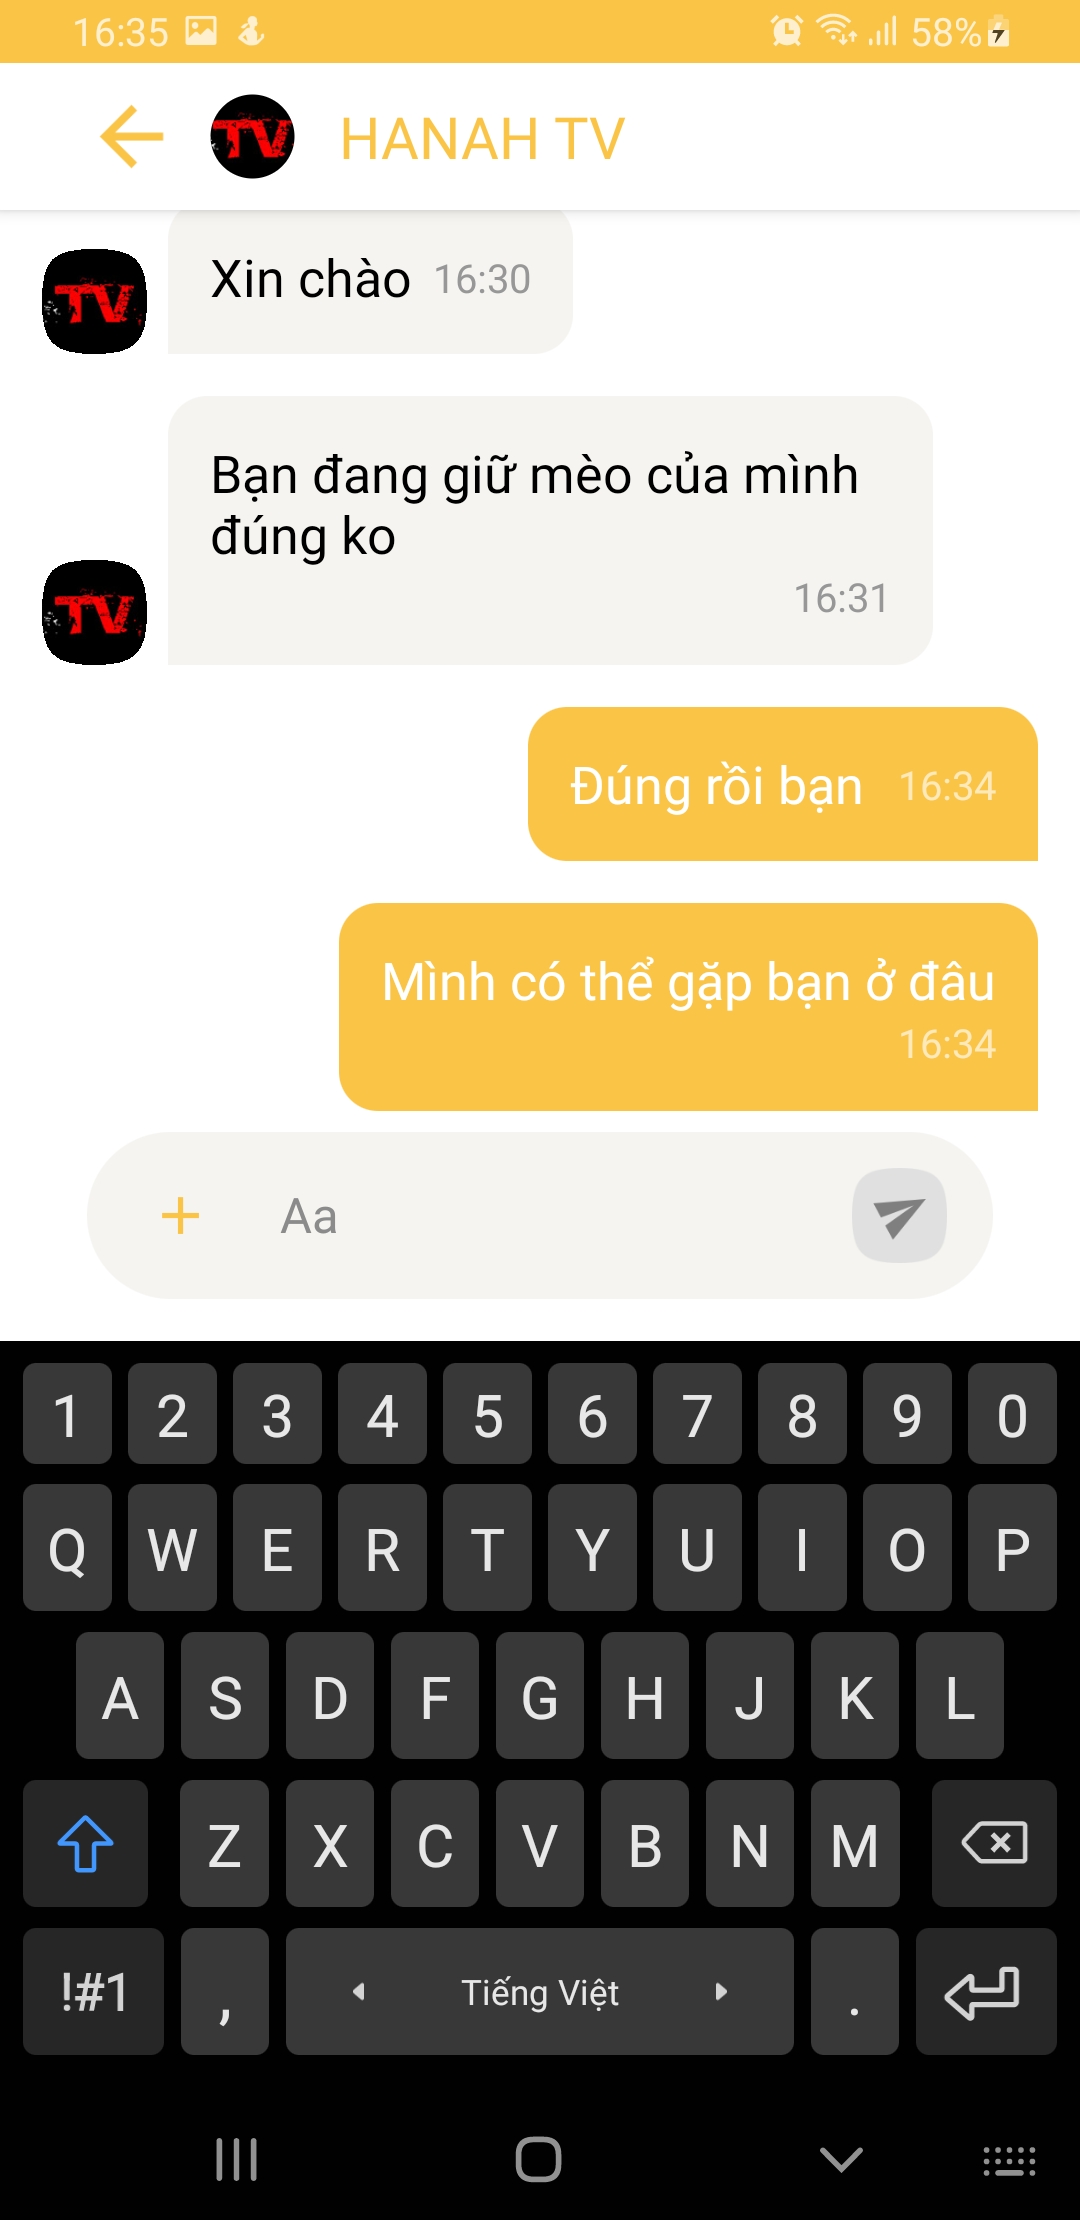 16:35 58%
TV HANAH TV
TV Xin chào 16:30
Bạn đang giữ mèo của mình
đúng ko
TV 16:31
Đúng rồi bạn 16:34
Mình có thể gặp bạn ở đâu
16:34
Aa
1 2 3 4 5 6 7 8 9 0
Q W E R T Y U I O P
A S D F G H J K L
Z X C V B N M
!#1 , Tiếng Việt .